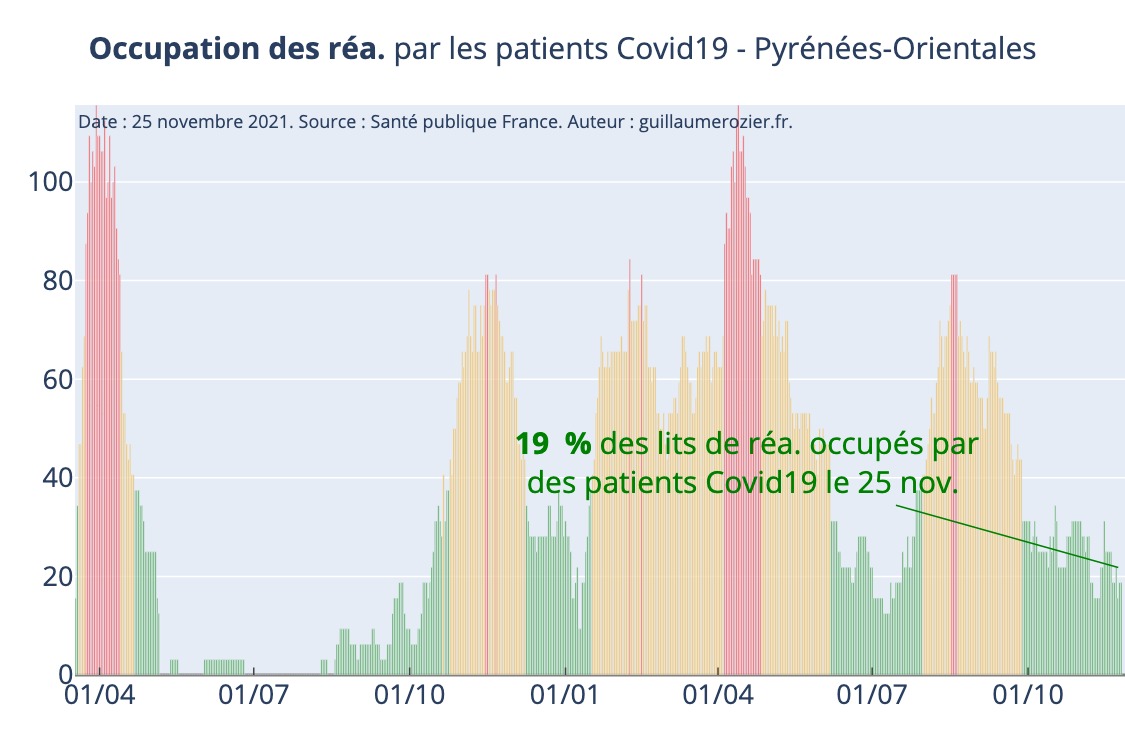 Occupation des réa. par les patients Covid19 - Pyrénées-Orientales
Date : 25 novembre 2021. Source : Santé publique France. Auteur : guillaumerozier.fr.
100
80
60
19 % des lits de réa. occupés par
des patients Covid19 le 25 nov.
40
20
0
01/04 01/07 01/10 01/01 01/04 01/07 01/10